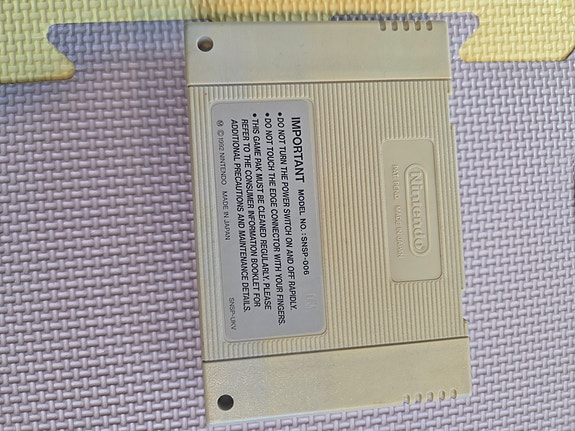 Nintendo
IMPORTANT MODEL NO.: SNSP-006
•DO NOT TURN THE POWER SWITCH ON AND OFF RAPIDLY.
•DO NOT TOUCH THE EDGE CONNECTOR WITH YOUR FINGERS.
•THIS GAME PAK MUST BE CLEANED REGULARLY. PLEASE
REFER TO THE CONSUMER INFORMATION BOOKLET FOR
ADDITIONAL PRECAUTIONS AND MAINTENANCE DETAILS.
Ⓜ ©1992 NINTENDO MADE IN JAPAN
SNSP-UKV